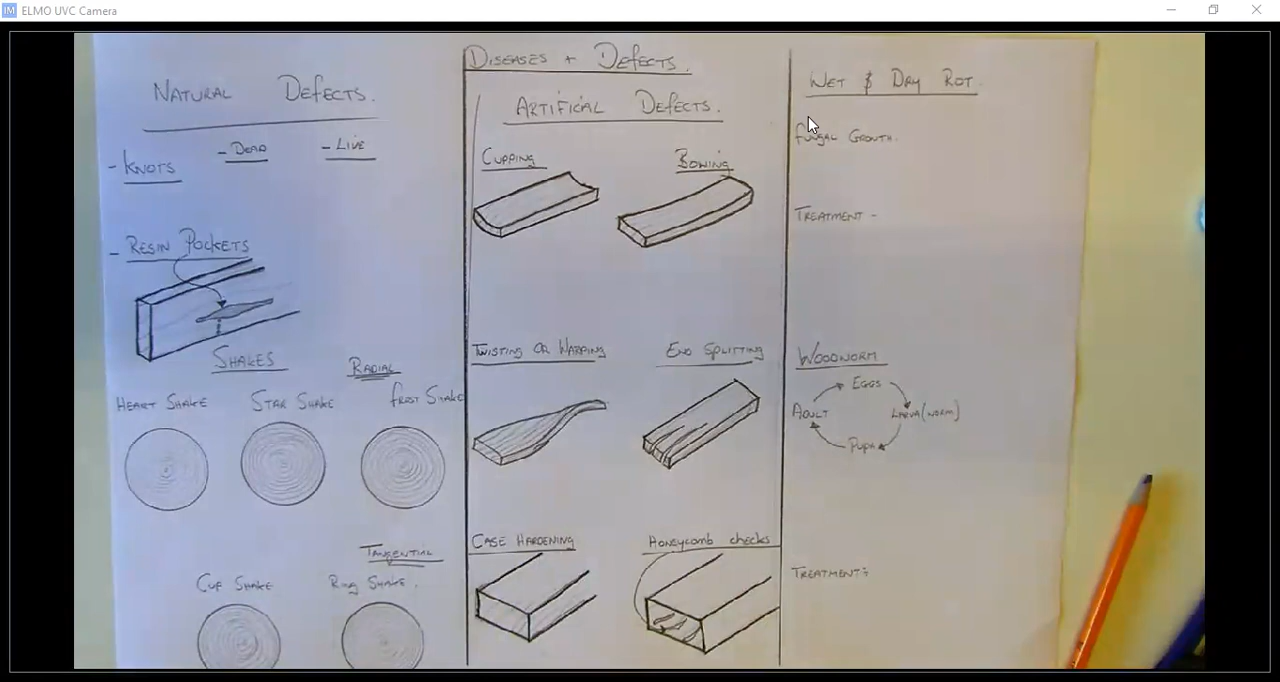 ELMO UVC Camera
DISEASES + DEFECTS.
NATURAL DEFECTS.
- KNOTS
- DEAD
- LIVE
- RESIN POCKETS
SHAKES
RADIAL
HEART SHAKE
STAR SHAKE
FROST SHAKE
TANGENTIAL
CUP SHAKE
RING SHAKE.
ARTIFICIAL DEFECTS.
CUPPING
BOWING
TWISTING OR WARPING
END SPLITTING
CASE HARDENING
HONEYCOMB CHECKS
WET & DRY ROT.
FUNGAL GROWTH.
TREATMENT -
WOODWORM
EGGS
ADULT
LARVA (WORM)
PUPA
TREATMENT: